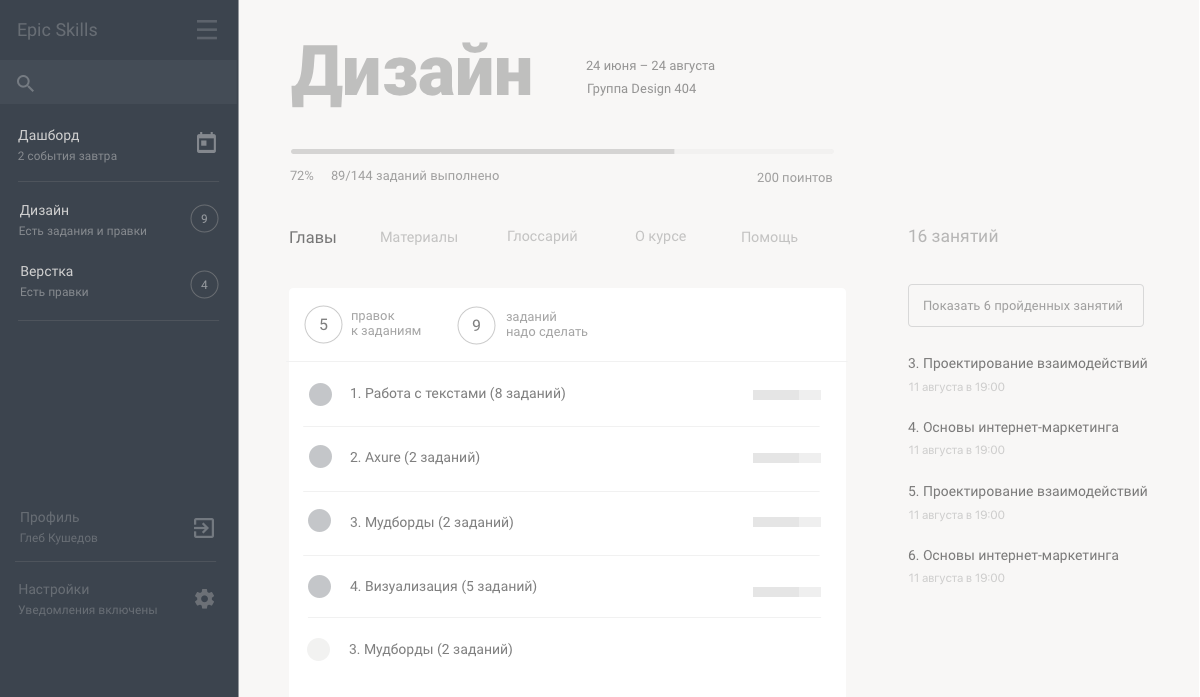 Epic Skills
Дашборд
2 события завтра
Дизайн
Есть задания и правки
9
Верстка
Есть правки
4
Профиль
Глеб Кушедов
Настройки
Уведомления включены
Дизайн
24 июня – 24 августа
Группа Design 404
72%
89/144 заданий выполнено
200 поинтов
Главы
Материалы
Глоссарий
О курсе
Помощь
5
правок
к заданиям
9
заданий
надо сделать
1. Работа с текстами (8 заданий)
2. Axure (2 заданий)
3. Мудборды (2 заданий)
4. Визуализация (5 заданий)
3. Мудборды (2 заданий)
16 занятий
Показать 6 пройденных занятий
3. Проектирование взаимодействий
11 августа в 19:00
4. Основы интернет-маркетинга
11 августа в 19:00
5. Проектирование взаимодействий
11 августа в 19:00
6. Основы интернет-маркетинга
11 августа в 19:00